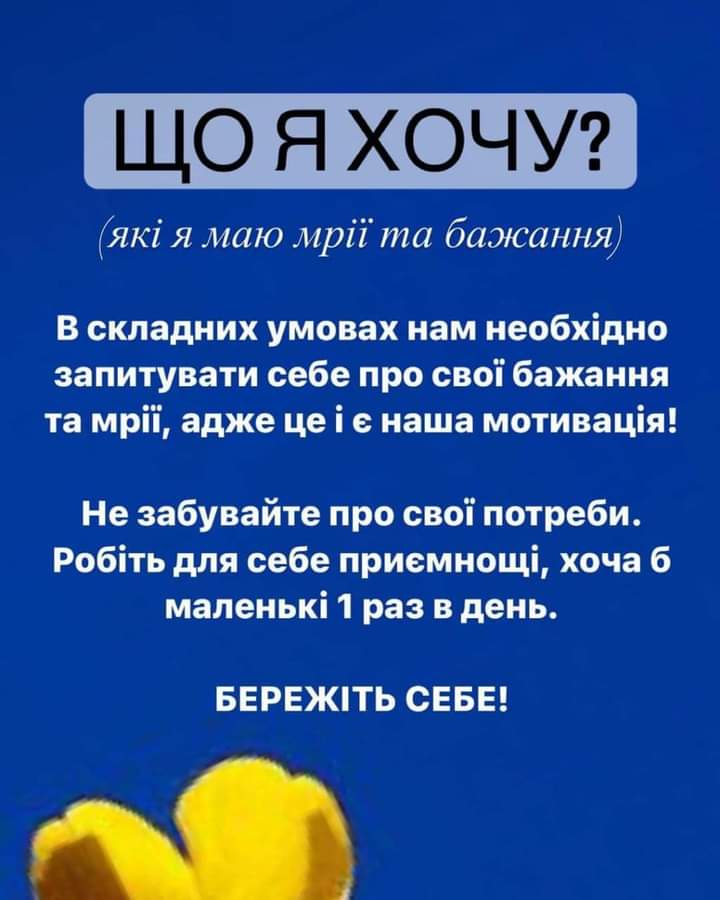 ЩО Я ХОЧУ?
(які я маю мрії та бажання)
В складних умовах нам необхідно
запитувати себе про свої бажання
та мрії, адже це і є наша мотивація!
Не забувайте про свої потреби.
Робіть для себе приємнощі, хоча б
маленькі 1 раз в день.
БЕРЕЖІТЬ СЕБЕ!